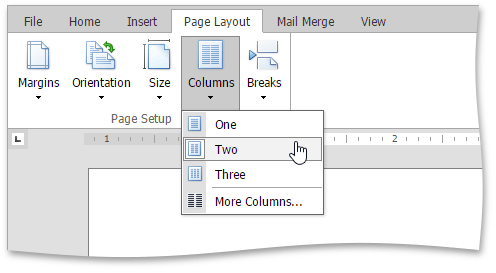 File Home Insert Page Layout Mail Merge View
Margins Orientation Size Columns Breaks
Page Setup
One
Two
Three
More Columns...
1 2